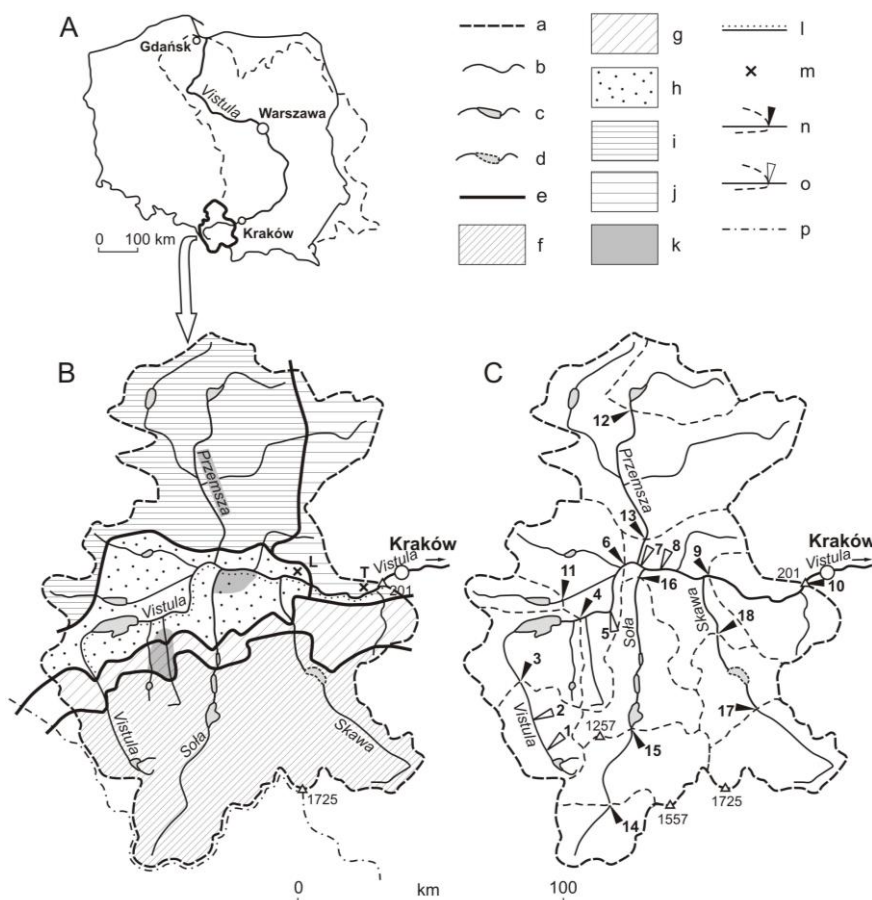 A
Gdańsk
Vistula
Warszawa
Kraków
0 100 km
a
b
c
d
e
f
g
h
i
j
k
l
m
n
o
p
B
Przemsza
L
T
Kraków
Vistula
201
Vistula
Vistula
Soła
Skawa
1725
C
12
Przemsza
13
6
7
8
9
Kraków
Vistula
201
10
11
16
4
5
Soła
Skawa
18
3
2
Vistula
1
1257
17
15
1725
1557
14
0 km 100